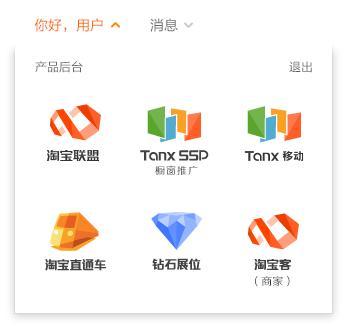 你好，用户 消息
产品后台 退出
淘宝联盟 Tanx SSP Tanx 移动
橱窗推广
淘宝直通车 钻石展位 淘宝客
（商家）